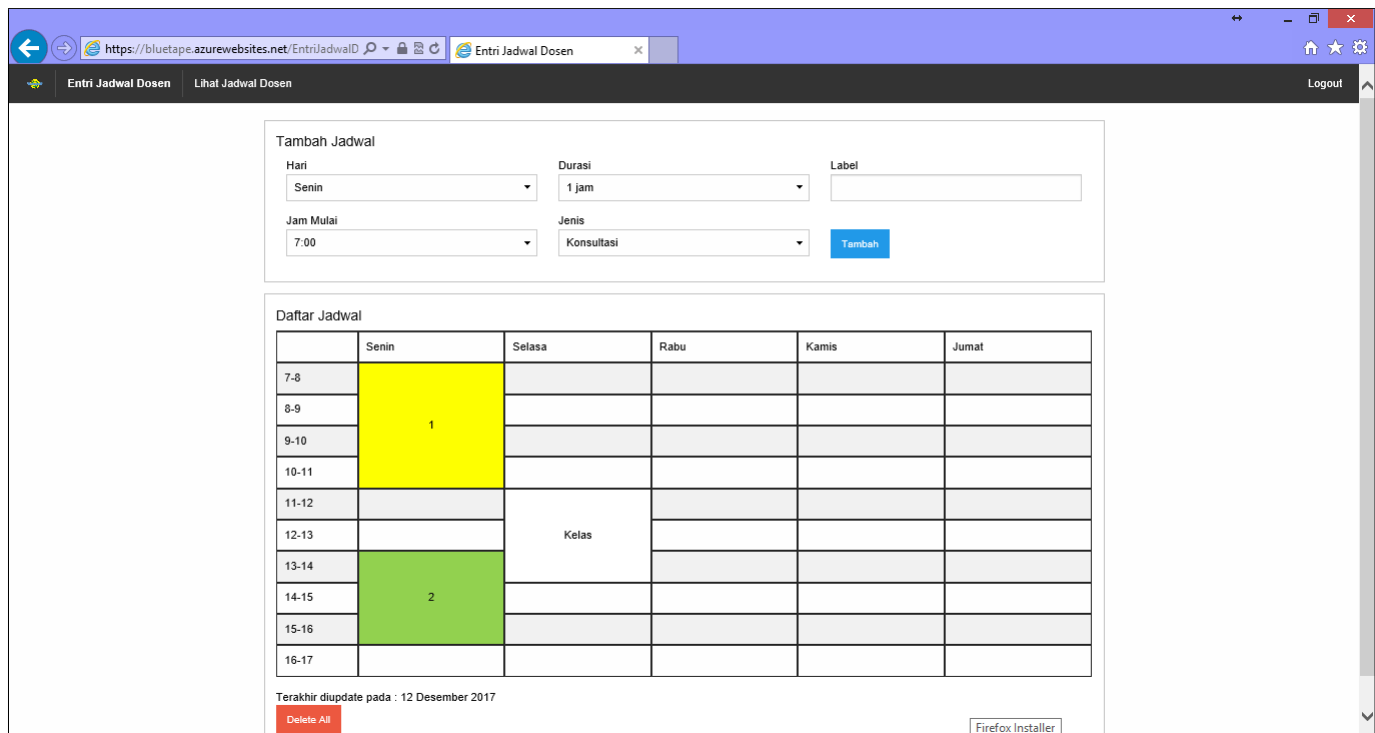 https://bluetape.azurewebsites.net/EntriJadwalD
Entri Jadwal Dosen
Entri Jadwal Dosen Lihat Jadwal Dosen Logout
Tambah Jadwal
Hari Durasi Label
Senin 1 jam
Jam Mulai Jenis
7:00 Konsultasi Tambah
Daftar Jadwal
Senin Selasa Rabu Kamis Jumat
7-8
8-9
1
9-10
10-11
11-12
12-13 Kelas
13-14
14-15 2
15-16
16-17
Terakhir diupdate pada : 12 Desember 2017
Delete All
Firefox Installer